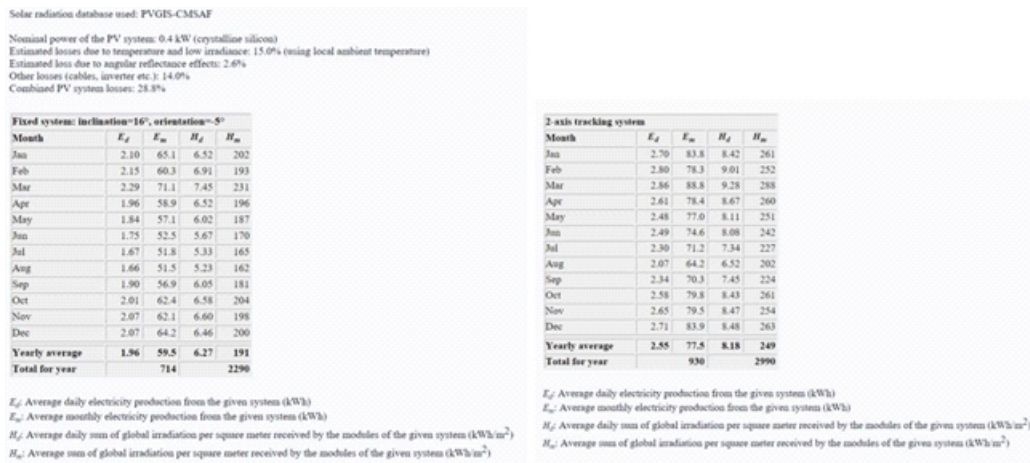 Solar radiation database used: PVGIS-CMSAF
Nominal power of the PV system: 0.4 kW (crystalline silicon)
Estimated losses due to temperature and low irradiance: 15.0% (using local ambient temperature)
Estimated loss due to angular reflectance effects: 2.6%
Other losses (cables, inverter etc.): 14.0%
Combined PV system losses: 28.8%
Fixed system: inclination=16°, orientation=-5°
Month Ed Em Hd Hm
Jan 2.10 65.1 6.52 202
Feb 2.15 60.3 6.91 193
Mar 2.29 71.1 7.45 231
Apr 1.96 58.9 6.52 196
May 1.84 57.1 6.02 187
Jun 1.75 52.5 5.67 170
Jul 1.67 51.8 5.33 165
Aug 1.66 51.5 5.23 162
Sep 1.90 56.9 6.05 181
Oct 2.01 62.4 6.58 204
Nov 2.07 62.1 6.60 198
Dec 2.07 64.2 6.46 200
Yearly average 1.96 59.5 6.27 191
Total for year 714 2290
Ed: Average daily electricity production from the given system (kWh)
Em: Average monthly electricity production from the given system (kWh)
Hd: Average daily sum of global irradiation per square meter received by the modules of the given system (kWh/m²)
Hm: Average sum of global irradiation per square meter received by the modules of the given system (kWh/m²)
2-axis tracking system
Month Ed Em Hd Hm
Jan 2.70 83.8 8.42 261
Feb 2.80 78.3 9.01 252
Mar 2.86 88.8 9.28 288
Apr 2.61 78.4 8.67 260
May 2.48 77.0 8.11 251
Jun 2.49 74.6 8.08 242
Jul 2.30 71.2 7.34 227
Aug 2.07 64.2 6.52 202
Sep 2.34 70.3 7.45 224
Oct 2.58 79.8 8.43 261
Nov 2.65 79.5 8.47 254
Dec 2.71 83.9 8.48 263
Yearly average 2.55 77.5 8.18 249
Total for year 930 2990
Ed: Average daily electricity production from the given system (kWh)
Em: Average monthly electricity production from the given system (kWh)
Hd: Average daily sum of global irradiation per square meter received by the modules of the given system (kWh/m²)
Hm: Average sum of global irradiation per square meter received by the modules of the given system (kWh/m²)